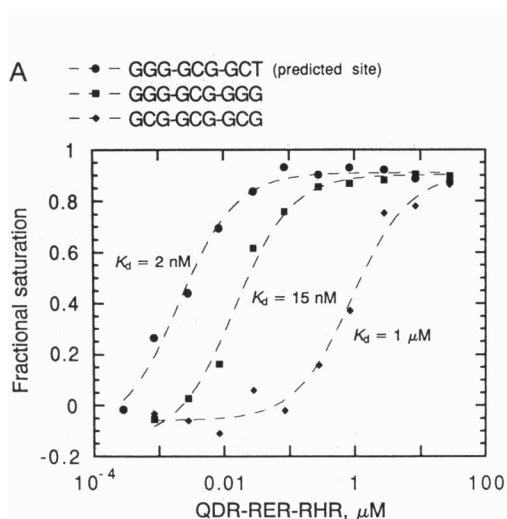 A
GGG-GCG-GCT (predicted site)
GGG-GCG-GGG
GCG-GCG-GCG
1
0.8
0.6
0.4
0.2
0
-0.2
Fractional saturation
Kd = 2 nM
Kd = 15 nM
Kd = 1 μM
10-4
0.01
1
100
QDR-RER-RHR, μM